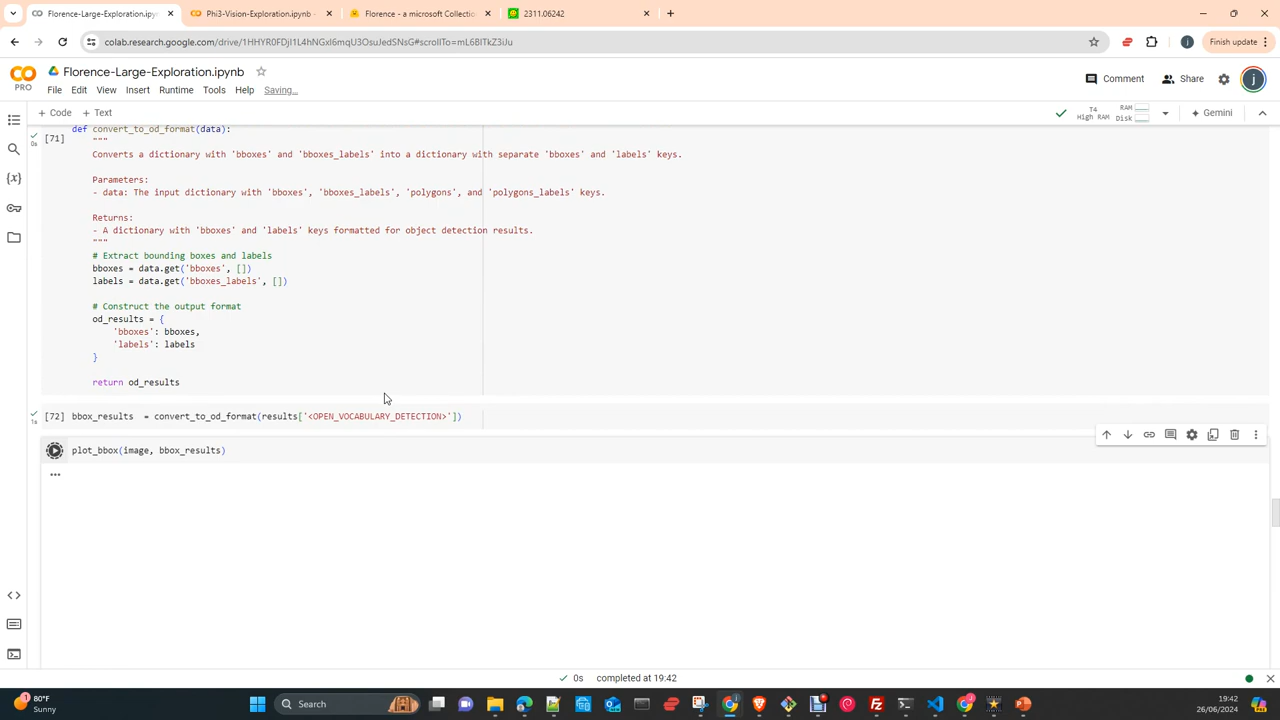 Florence-Large-Exploration.ipynb
Phi3-Vision-Exploration.ipynb
Florence - a microsoft Collectio
2311.06242
colab.research.google.com/drive/1HHYR0FDjI1L4hNGxl6mqU3OsuJedSNsG#scrollTo=mL6BITkZ3iJu
Finish update
PRO
Florence-Large-Exploration.ipynb
Comment
Share
j
File Edit View Insert Runtime Tools Help Saving...
+ Code + Text
T4
High RAM
RAM
Disk
Gemini
[71]
0s
def convert_to_od_format(data):
"""
Converts a dictionary with 'bboxes' and 'bboxes_labels' into a dictionary with separate 'bboxes' and 'labels' keys.
Parameters:
- data: The input dictionary with 'bboxes', 'bboxes_labels', 'polygons', and 'polygons_labels' keys.
Returns:
- A dictionary with 'bboxes' and 'labels' keys formatted for object detection results.
"""
# Extract bounding boxes and labels
bboxes = data.get('bboxes', [])
labels = data.get('bboxes_labels', [])
# Construct the output format
od_results = {
'bboxes': bboxes,
'labels': labels
}
return od_results
[72] bbox_results = convert_to_od_format(results['<OPEN_VOCABULARY_DETECTION>'])
1s
plot_bbox(image, bbox_results)
...
0s completed at 19:42
80°F
Sunny
Search
19:42
26/06/2024